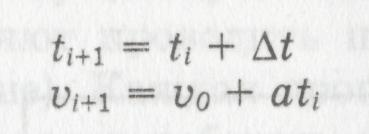 t_{i+1} = t_i + Δt
v_{i+1} = v_0 + at_i